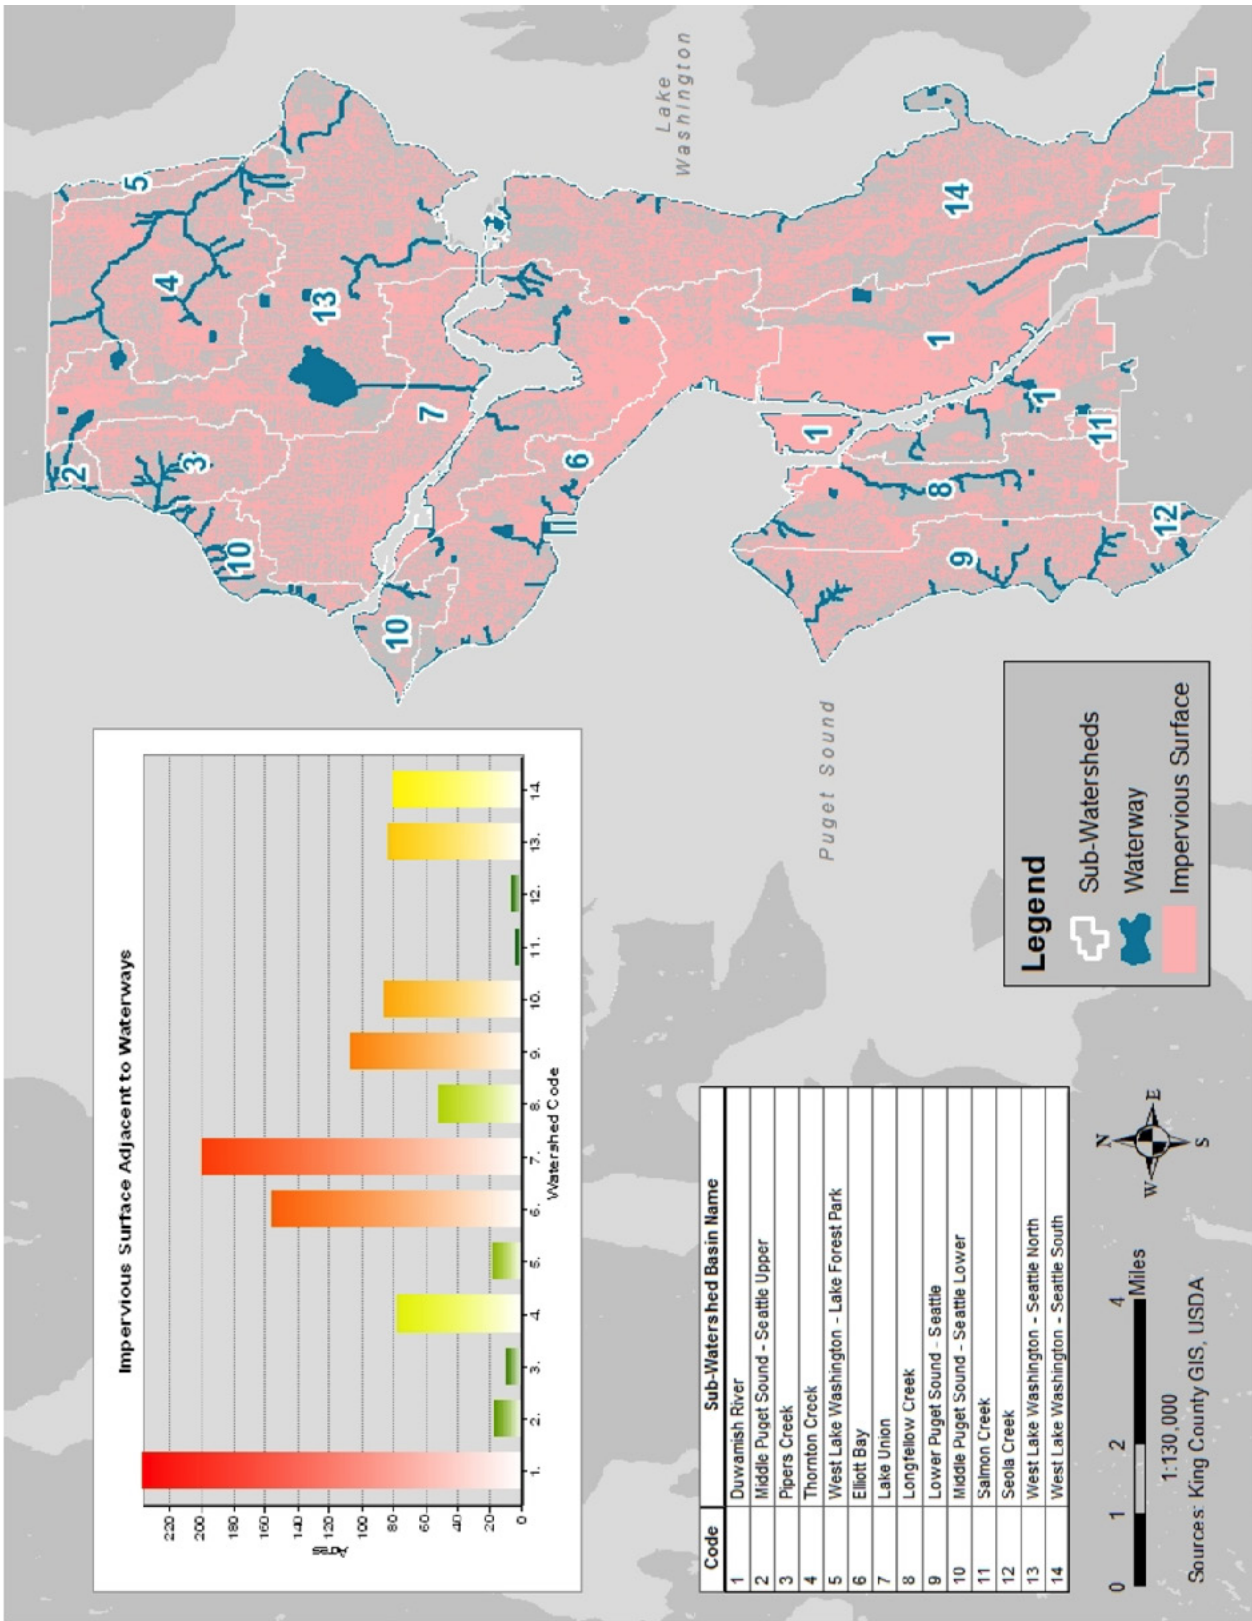 Impervious Surface Adjacent to Waterways
Acres
220
200
180
160
140
120
100
80
60
40
20
0
1. 2. 3. 4. 5. 6. 7. 8. 9. 10. 11. 12. 13. 14.
Watershed Code
Code Sub-Watershed Basin Name
1 Duwamish River
2 Middle Puget Sound - Seattle Upper
3 Pipers Creek
4 Thornton Creek
5 West Lake Washington - Lake Forest Park
6 Elliott Bay
7 Lake Union
8 Longfellow Creek
9 Lower Puget Sound - Seattle
10 Middle Puget Sound - Seattle Lower
11 Salmon Creek
12 Seola Creek
13 West Lake Washington - Seattle North
14 West Lake Washington - Seattle South
0 1 2 4
Miles
1:130,000
Sources: King County GIS, USDA
N
W
E
S
Legend
Sub-Watersheds
Waterway
Impervious Surface
Puget Sound
Lake
Washington
2
3
4
5
10
13
7
10
6
1
1
1
14
8
9
11
12